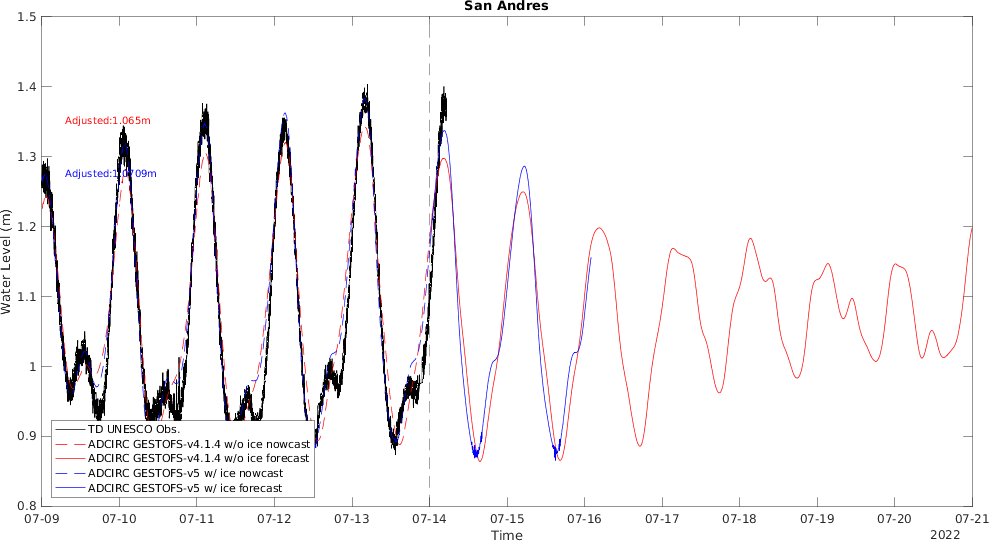 San Andres
1.5
1.4
1.3
1.2
1.1
1
0.9
0.8
Water Level (m)
Adjusted:1.065m
Adjusted:1.0709m
TD UNESCO Obs.
ADCIRC GESTOFS-v4.1.4 w/o ice nowcast
ADCIRC GESTOFS-v4.1.4 w/o ice forecast
ADCIRC GESTOFS-v5 w/ ice nowcast
ADCIRC GESTOFS-v5 w/ ice forecast
07-09 07-10 07-11 07-12 07-13 07-14 07-15 07-16 07-17 07-18 07-19 07-20 07-21
Time
2022